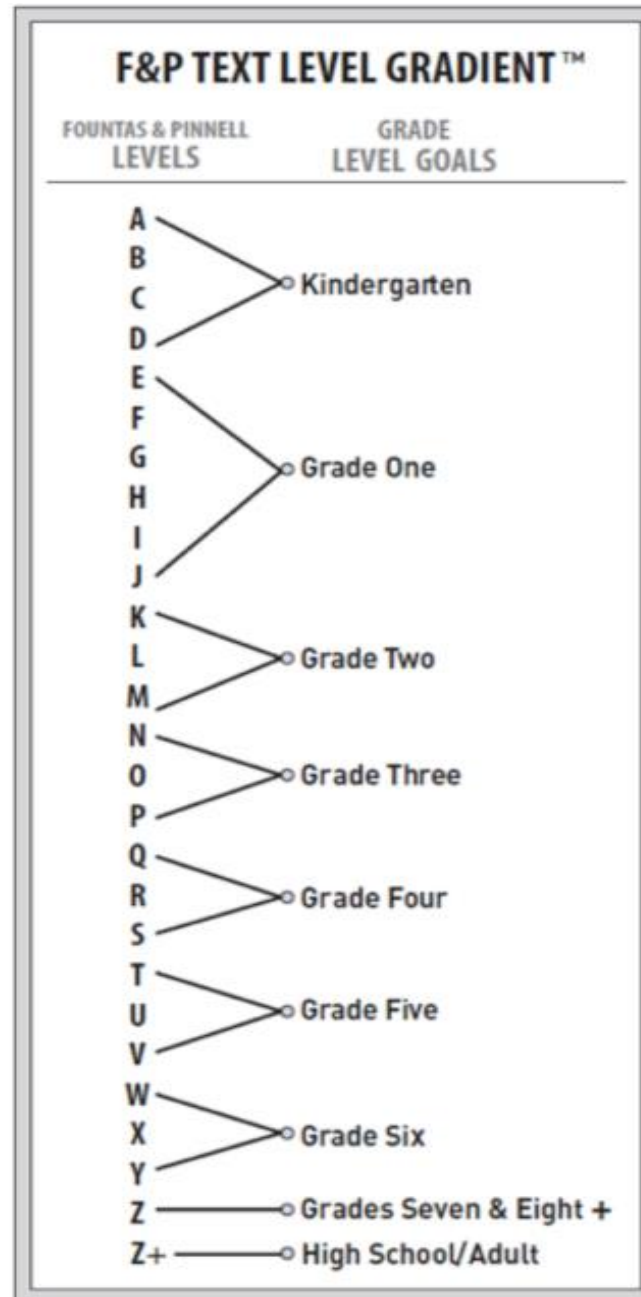 F&P TEXT LEVEL GRADIENT™
FOUNTAS & PINNELL LEVELS
GRADE LEVEL GOALS
A
B
C
D
Kindergarten
E
F
G
H
I
J
Grade One
K
L
M
Grade Two
N
O
P
Grade Three
Q
R
S
Grade Four
T
U
V
Grade Five
W
X
Y
Grade Six
Z
Grades Seven & Eight +
Z+
High School/Adult